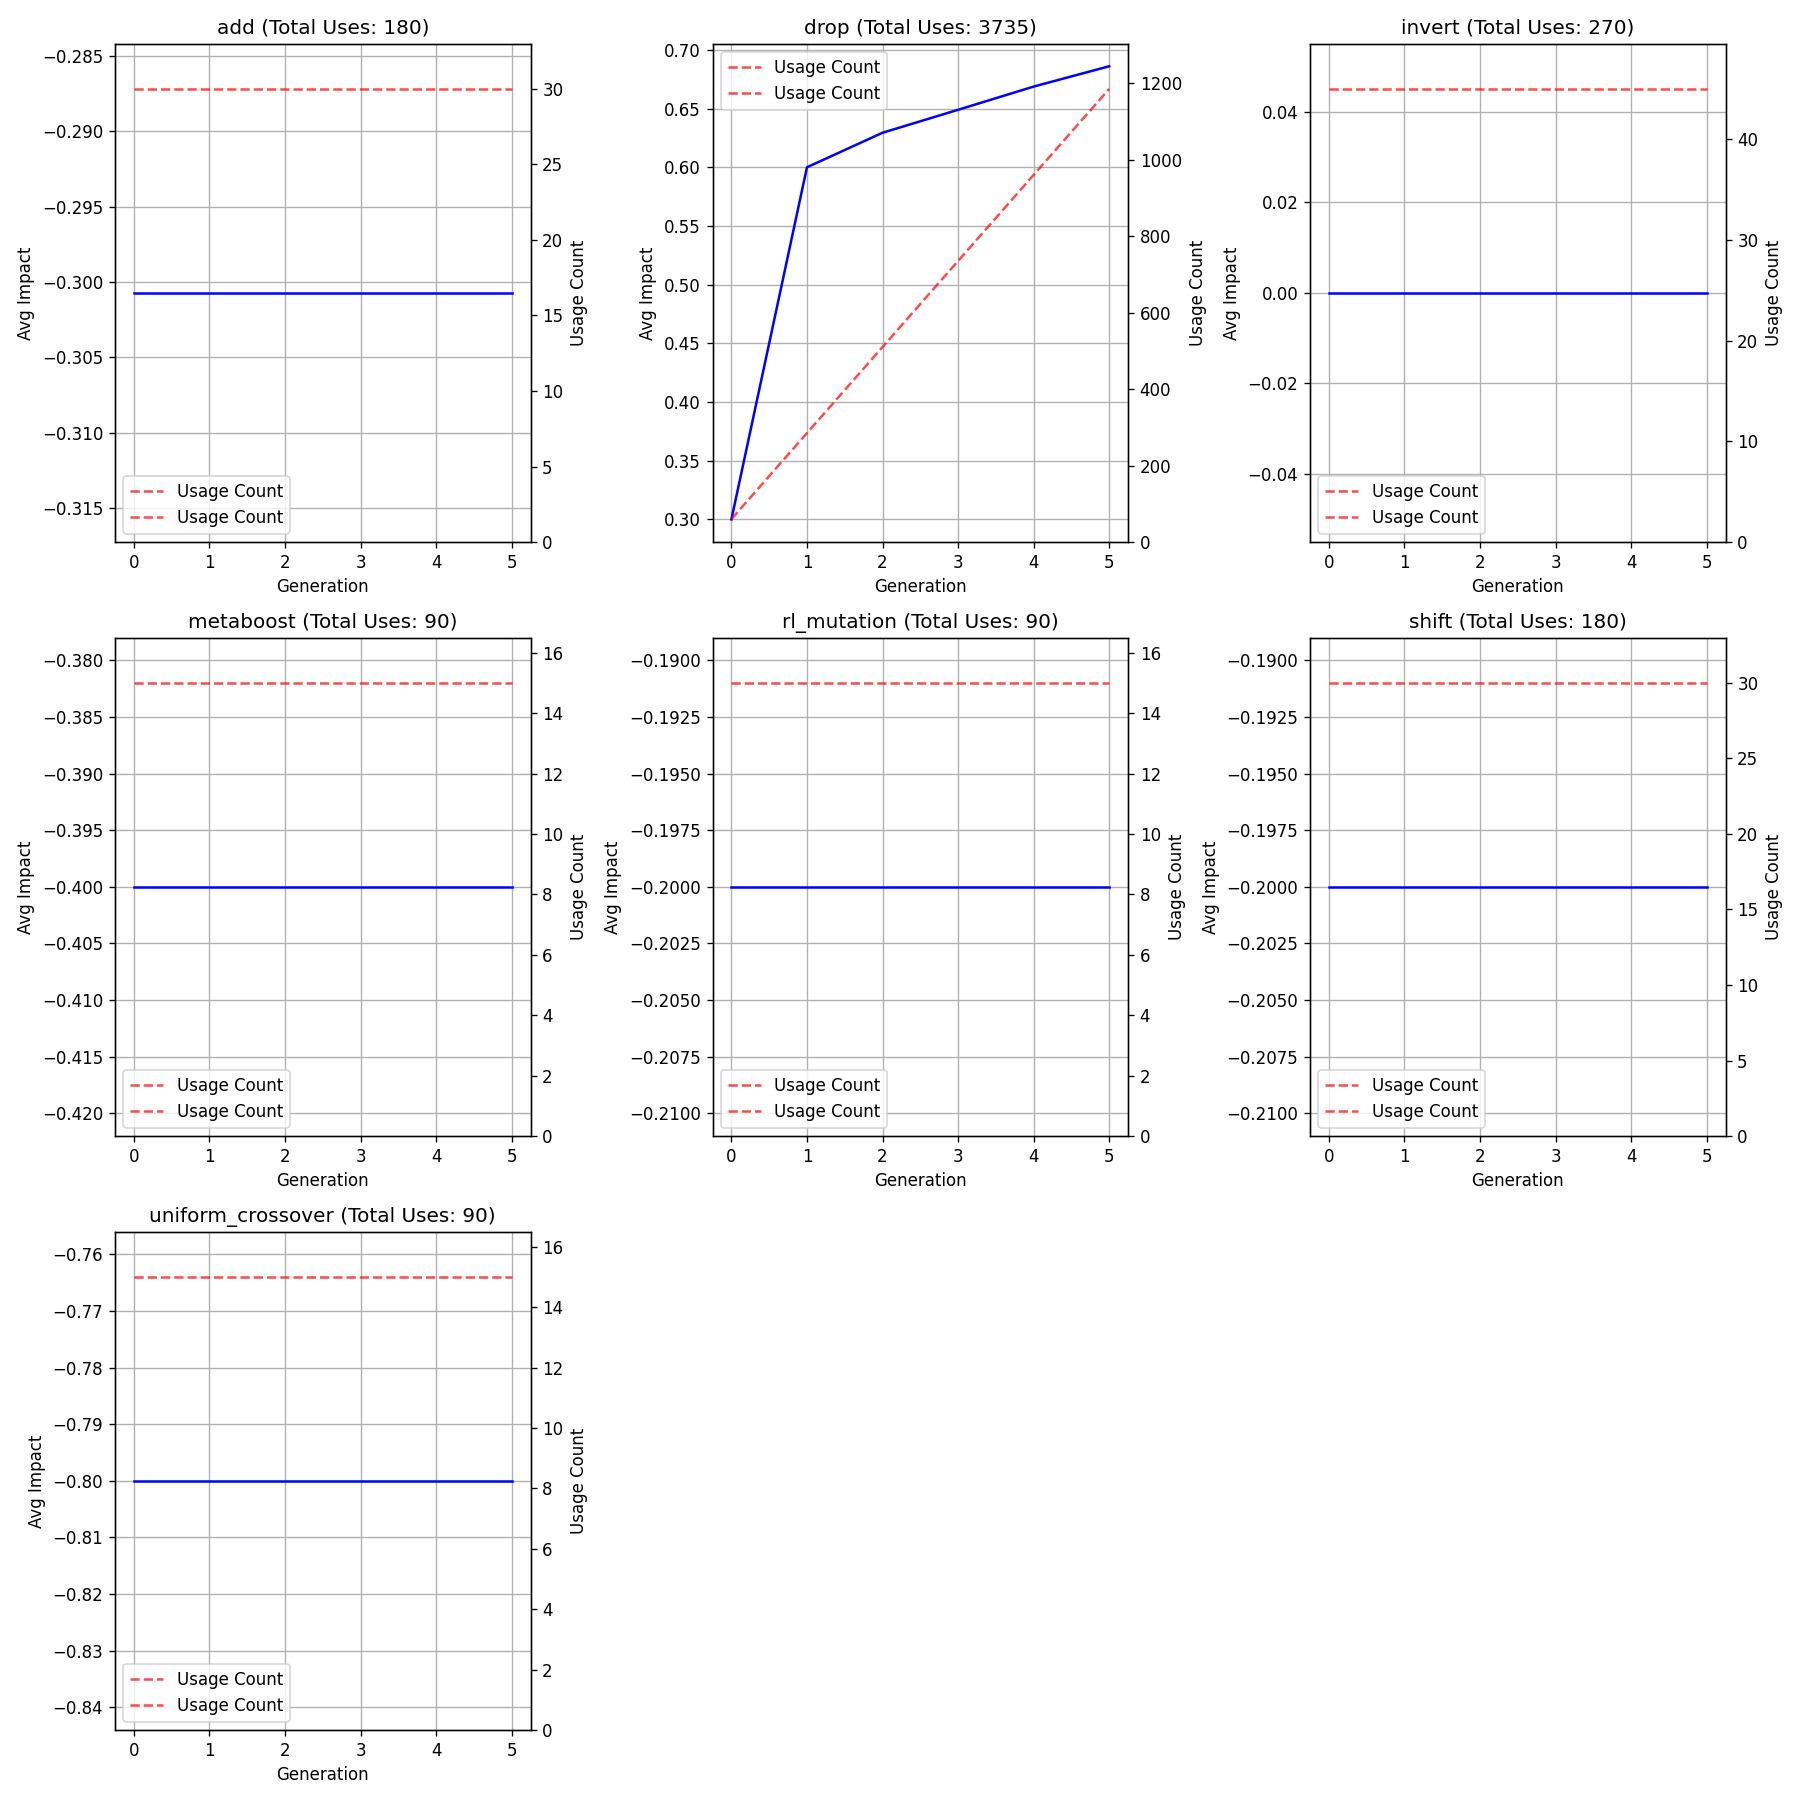 add (Total Uses: 180)
−0.285
−0.290
−0.295
−0.300
−0.305
−0.310
−0.315
Avg Impact
30
25
20
15
10
5
0
Usage Count
Usage Count
Usage Count
0 1 2 3 4 5
Generation
drop (Total Uses: 3735)
0.70
0.65
0.60
0.55
0.50
0.45
0.40
0.35
0.30
Avg Impact
1200
1000
800
600
400
200
0
Usage Count
Usage Count
Usage Count
0 1 2 3 4 5
Generation
invert (Total Uses: 270)
0.04
0.02
0.00
−0.02
−0.04
Avg Impact
40
30
20
10
0
Usage Count
Usage Count
Usage Count
0 1 2 3 4 5
Generation
metaboost (Total Uses: 90)
−0.380
−0.385
−0.390
−0.395
−0.400
−0.405
−0.410
−0.415
−0.420
Avg Impact
16
14
12
10
8
6
4
2
0
Usage Count
Usage Count
Usage Count
0 1 2 3 4 5
Generation
rl_mutation (Total Uses: 90)
−0.1900
−0.1925
−0.1950
−0.1975
−0.2000
−0.2025
−0.2050
−0.2075
−0.2100
Avg Impact
16
14
12
10
8
6
4
2
0
Usage Count
Usage Count
Usage Count
0 1 2 3 4 5
Generation
shift (Total Uses: 180)
−0.1900
−0.1925
−0.1950
−0.1975
−0.2000
−0.2025
−0.2050
−0.2075
−0.2100
Avg Impact
30
25
20
15
10
5
0
Usage Count
Usage Count
Usage Count
0 1 2 3 4 5
Generation
uniform_crossover (Total Uses: 90)
−0.76
−0.77
−0.78
−0.79
−0.80
−0.81
−0.82
−0.83
−0.84
Avg Impact
16
14
12
10
8
6
4
2
0
Usage Count
Usage Count
Usage Count
0 1 2 3 4 5
Generation